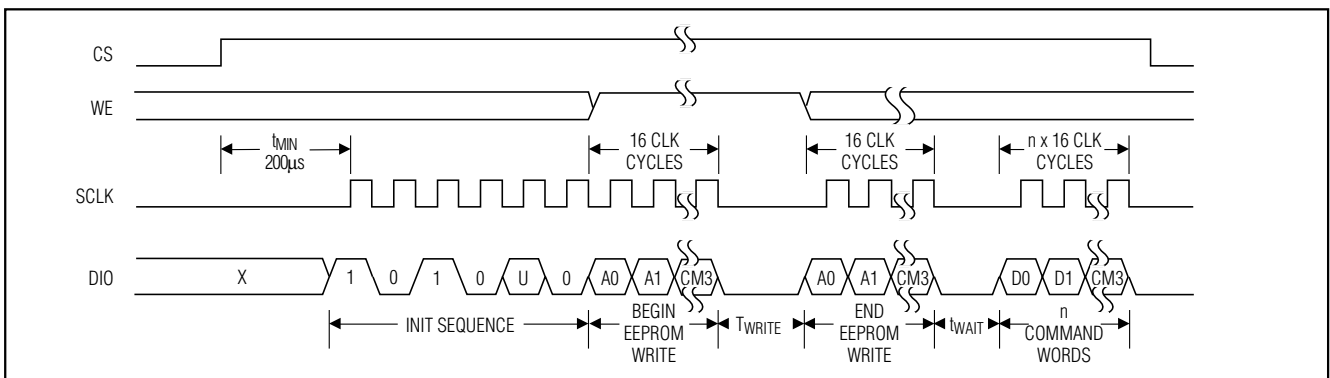 CS
WE
tMIN
200µs
16 CLK
CYCLES
16 CLK
CYCLES
n x 16 CLK
CYCLES
SCLK
DIO
X 1 0 1 0 U 0 A0 A1 CM3 A0 A1 CM3 D0 D1 CM3
INIT SEQUENCE
BEGIN
EEPROM
WRITE
TWRITE
END
EEPROM
WRITE
tWAIT
n
COMMAND
WORDS